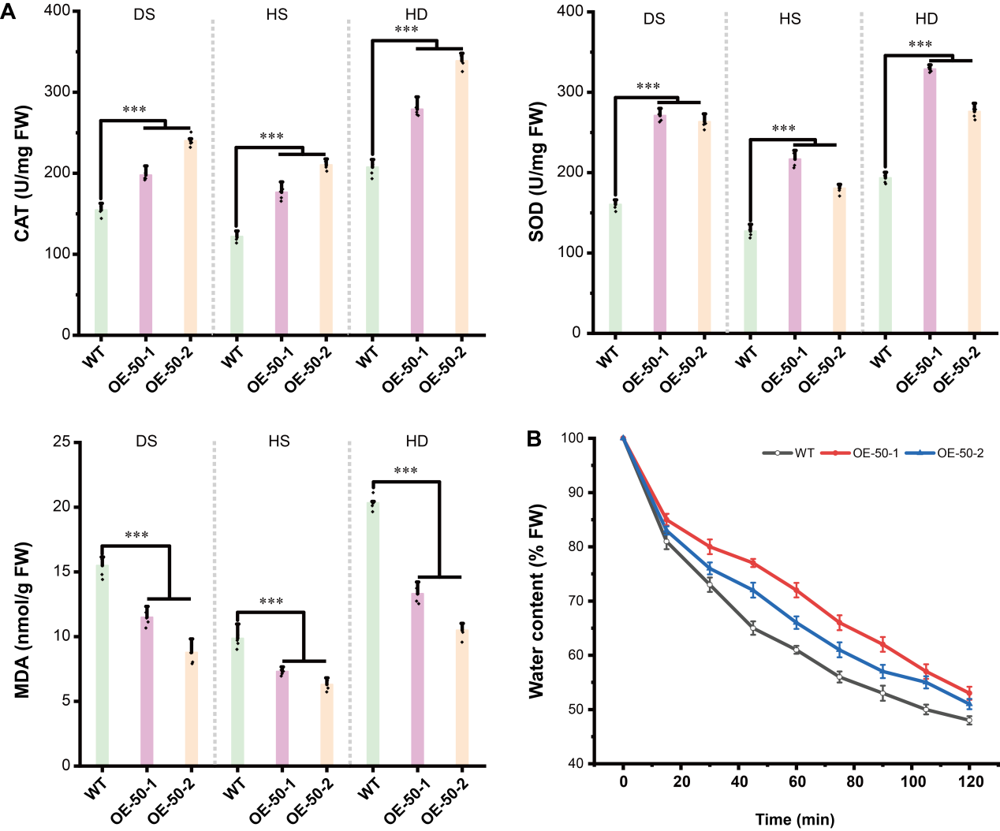 A
DS HS HD
CAT (U/mg FW)
400
300
200
100
0
*** *** ***
WT OE-50-1 OE-50-2 WT OE-50-1 OE-50-2 WT OE-50-1 OE-50-2
DS HS HD
SOD (U/mg FW)
400
300
200
100
0
*** *** ***
WT OE-50-1 OE-50-2 WT OE-50-1 OE-50-2 WT OE-50-1 OE-50-2
DS HS HD
MDA (nmol/g FW)
25
20
15
10
5
0
*** *** ***
WT OE-50-1 OE-50-2 WT OE-50-1 OE-50-2 WT OE-50-1 OE-50-2
B
WT OE-50-1 OE-50-2
Water content (% FW)
100
90
80
70
60
50
40
0 20 40 60 80 100 120
Time (min)